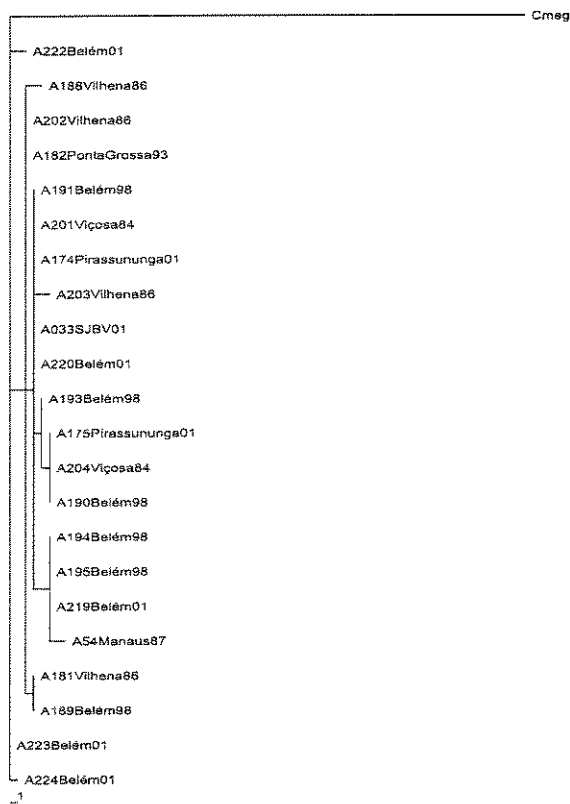 Cmeg
A222Belém01
A188Vilhena86
A202Vilhena86
A182PontaGrossa93
A191Belém98
A201Viçosa84
A174Pirassununga01
A203Vilhena86
A033SJBV01
A220Belém01
A193Belém98
A175Pirassununga01
A204Viçosa84
A190Belém98
A194Belém98
A195Belém98
A219Belém01
A54Manaus87
A181Vilhena86
A189Belém98
A223Belém01
A224Belém01
1